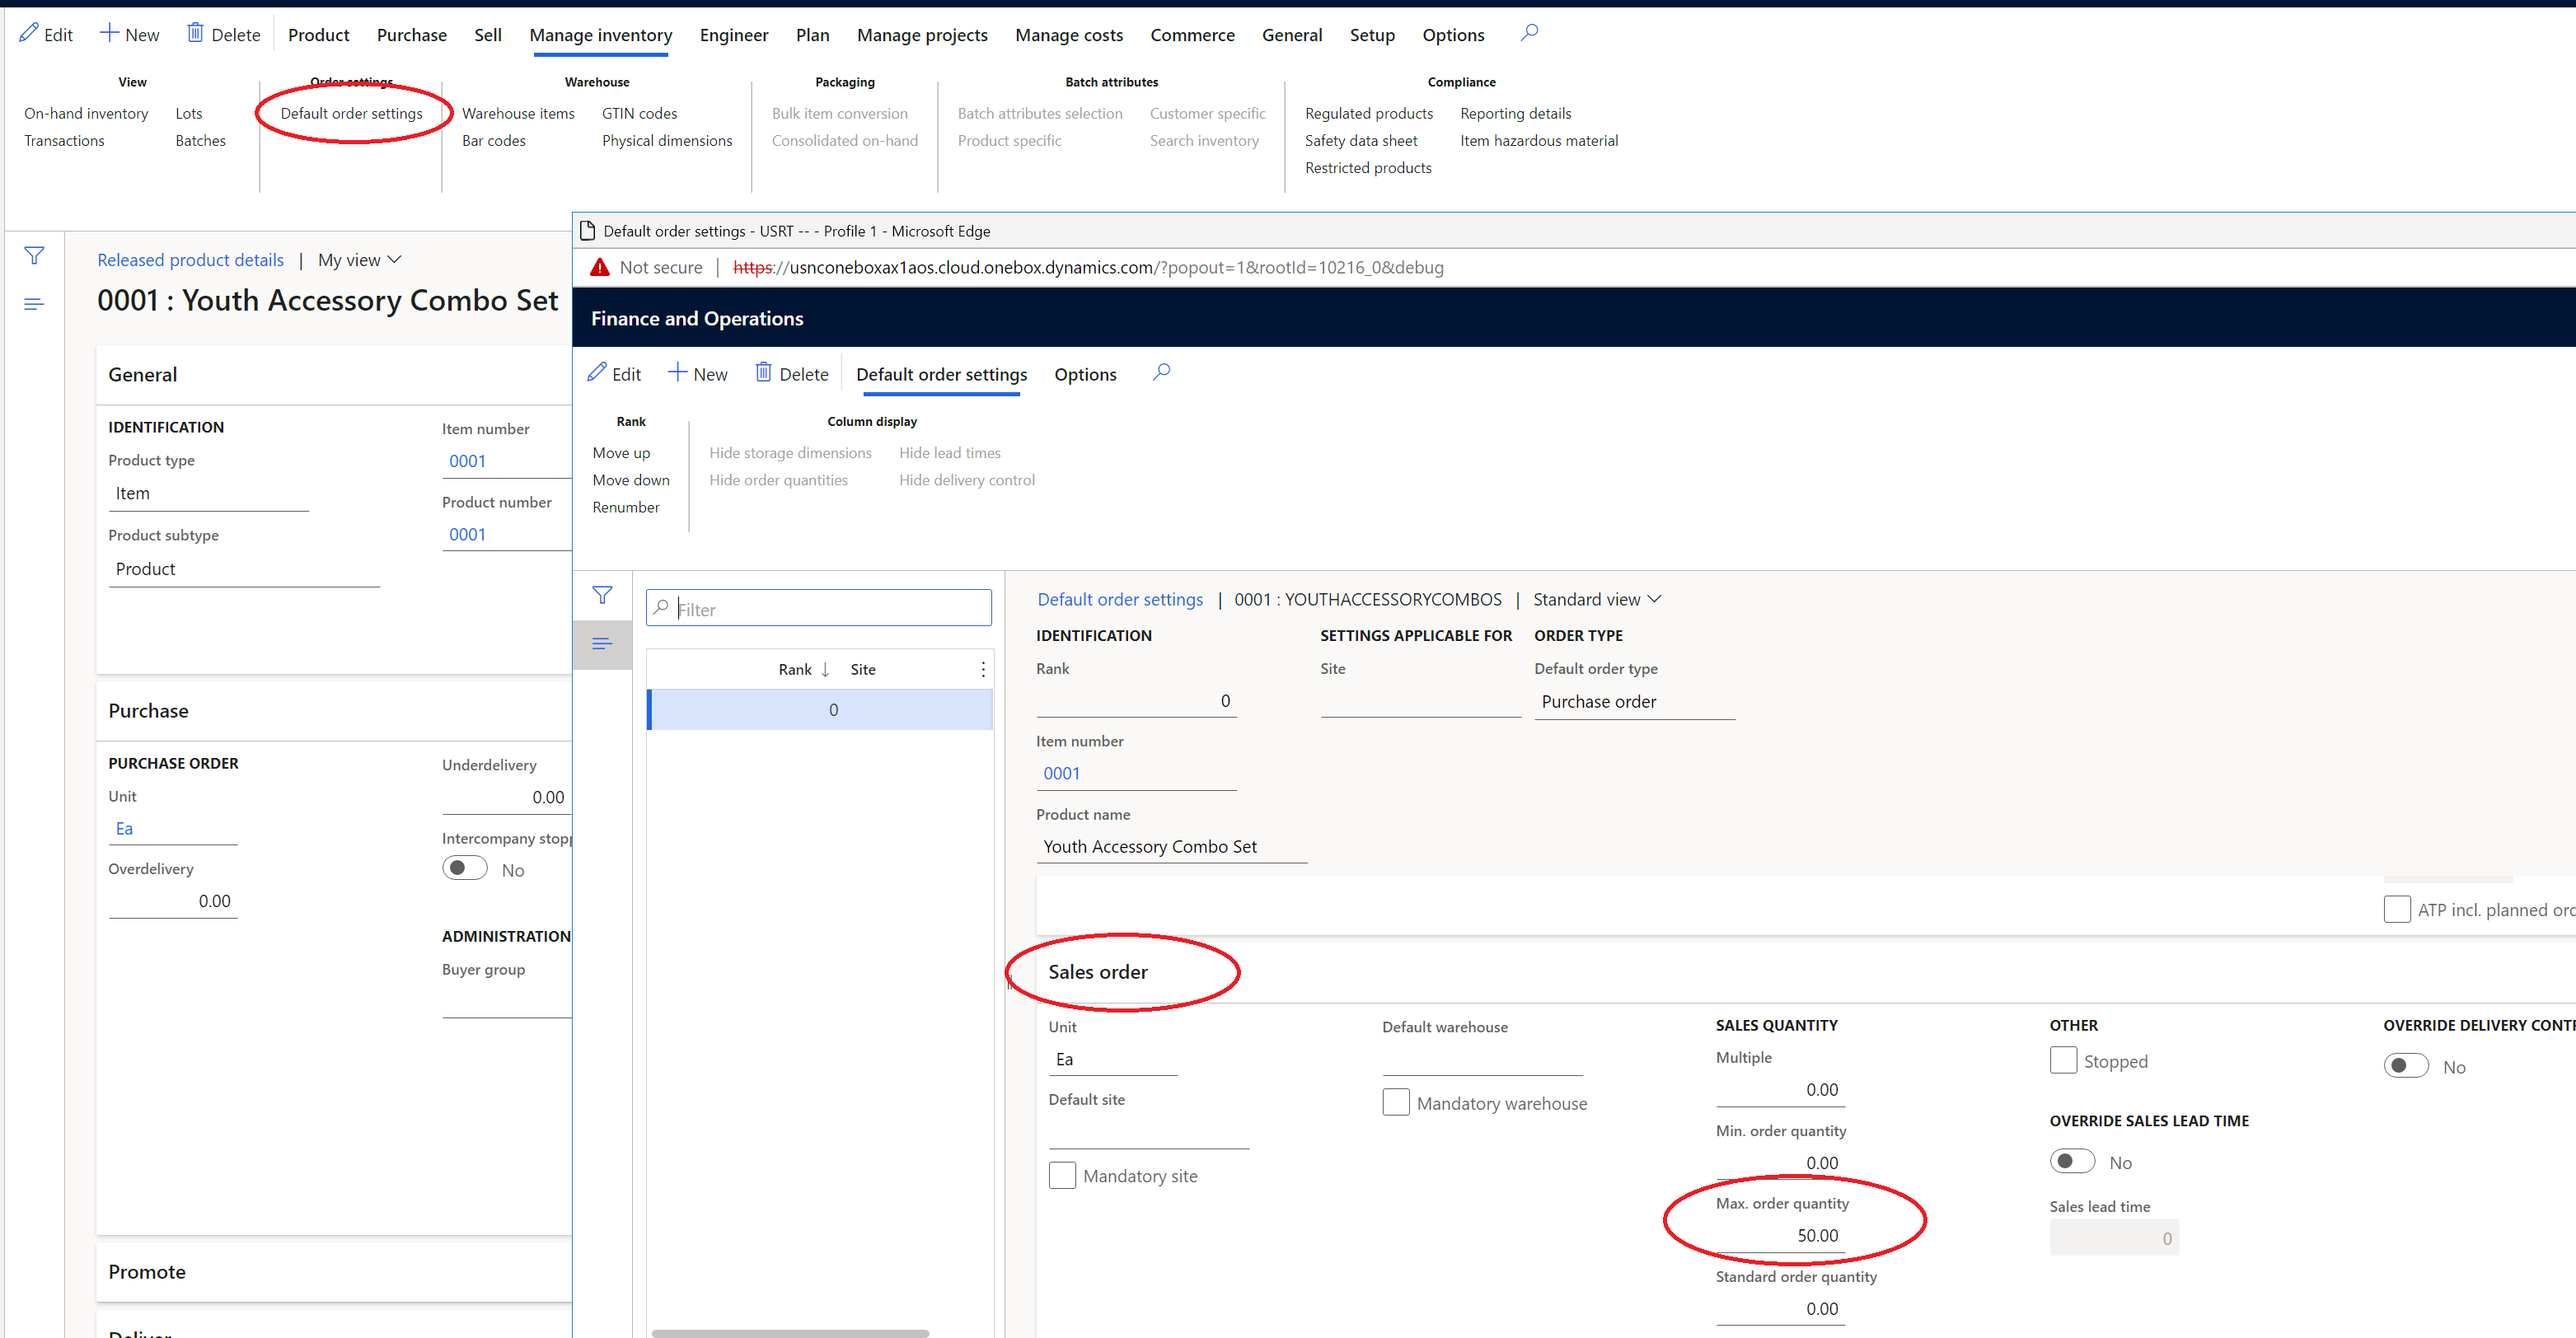 Edit New Delete Product Purchase Sell Manage inventory Engineer Plan Manage projects Manage costs Commerce General Setup Options
View Order settings Warehouse Packaging Batch attributes Compliance
On-hand inventory Lots Default order settings Warehouse items GTIN codes Bulk item conversion Batch attributes selection Customer specific Regulated products Reporting details
Transactions Batches Bar codes Physical dimensions Consolidated on-hand Product specific Search inventory Safety data sheet Item hazardous material
Restricted products
Released product details | My view
0001 : Youth Accessory Combo Set
General
IDENTIFICATION
Product type
Item
Product subtype
Product
Item number
0001
Product number
0001
Purchase
PURCHASE ORDER
Unit
Ea
Overdelivery
0.00
Underdelivery
0.00
Intercompany stopp
No
ADMINISTRATION
Buyer group
Promote
Deliver
Default order settings - USRT -- - Profile 1 - Microsoft Edge
Not secure | https://usnconeboxax1aos.cloud.onebox.dynamics.com/?popout=1&rootId=10216_0&debug
Finance and Operations
Edit New Delete Default order settings Options
Rank Column display
Move up Hide storage dimensions Hide lead times
Move down Hide order quantities Hide delivery control
Renumber
Filter
Rank Site
0
Default order settings | 0001 : YOUTHACCESSORYCOMBOS | Standard view
IDENTIFICATION
Rank
0
Item number
0001
Product name
Youth Accessory Combo Set
SETTINGS APPLICABLE FOR
Site
ORDER TYPE
Default order type
Purchase order
ATP incl. planned ord
Sales order
Unit
Ea
Default site
Mandatory site
Default warehouse
Mandatory warehouse
SALES QUANTITY
Multiple
0.00
Min. order quantity
0.00
Max. order quantity
50.00
Standard order quantity
0.00
OTHER
Stopped
OVERRIDE SALES LEAD TIME
No
Sales lead time
0
OVERRIDE DELIVERY CONT
No